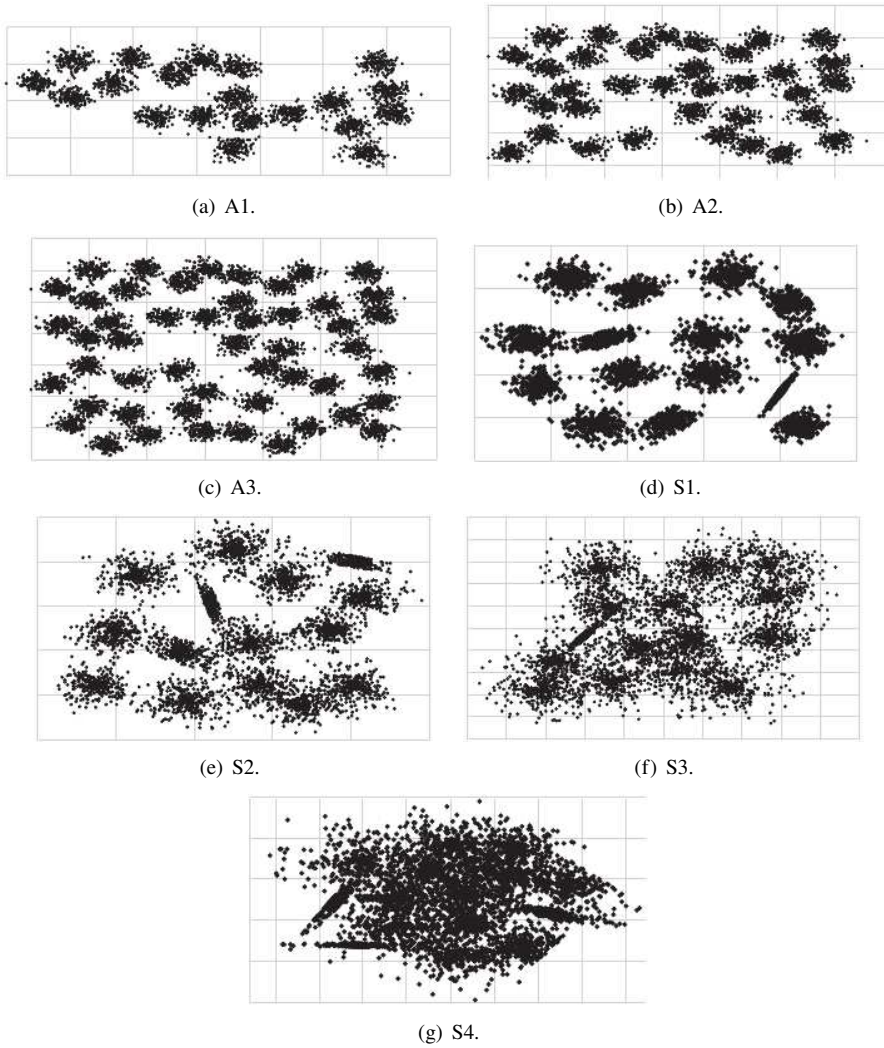 (a) A1.
(b) A2.
(c) A3.
(d) S1.
(e) S2.
(f) S3.
(g) S4.